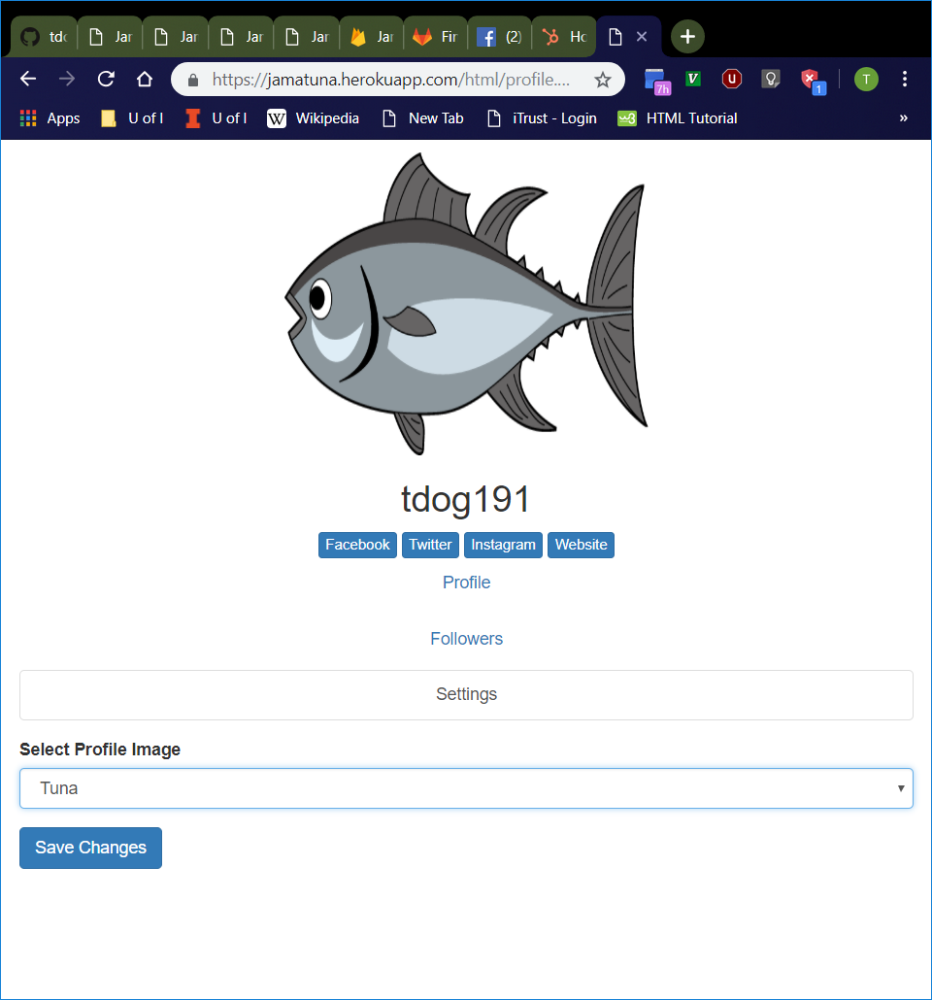 tdo Jar Jar Jar Jar Jar Fir (2) Ho
https://jamatuna.herokuapp.com/html/profile....
7h V U 1 T
Apps U of I U of I W Wikipedia New Tab iTrust - Login w3 HTML Tutorial »
tdog191
Facebook Twitter Instagram Website
Profile
Followers
Settings
Select Profile Image
Tuna
Save Changes